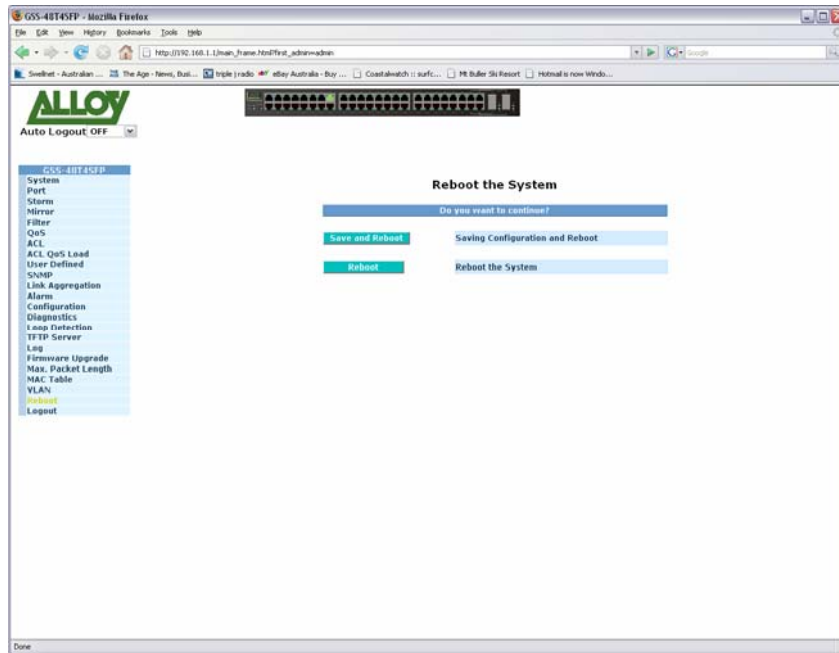 GSS-48T4SFP - Mozilla Firefox
File Edit View History Bookmarks Tools Help
http://192.168.1.1/main_frame.html?first_admin=admin
Google
Swellnet - Australian ... The Age - News, Busi... triple j radio eBay Australia - Buy ... Coastalwatch :: surfc... Mt Buller Ski Resort Hotmail is now Windo...
ALLOY
Auto Logout OFF
GSS-48T4SFP
System
Port
Storm
Mirror
Filter
QoS
ACL
ACL QoS Load
User Defined
SNMP
Link Aggregation
Alarm
Configuration
Diagnostics
Loop Detection
TFTP Server
Log
Firmware Upgrade
Max. Packet Length
MAC Table
VLAN
Reboot
Logout
Reboot the System
Do you want to continue?
Save and Reboot Saving Configuration and Reboot
Reboot Reboot the System
Done